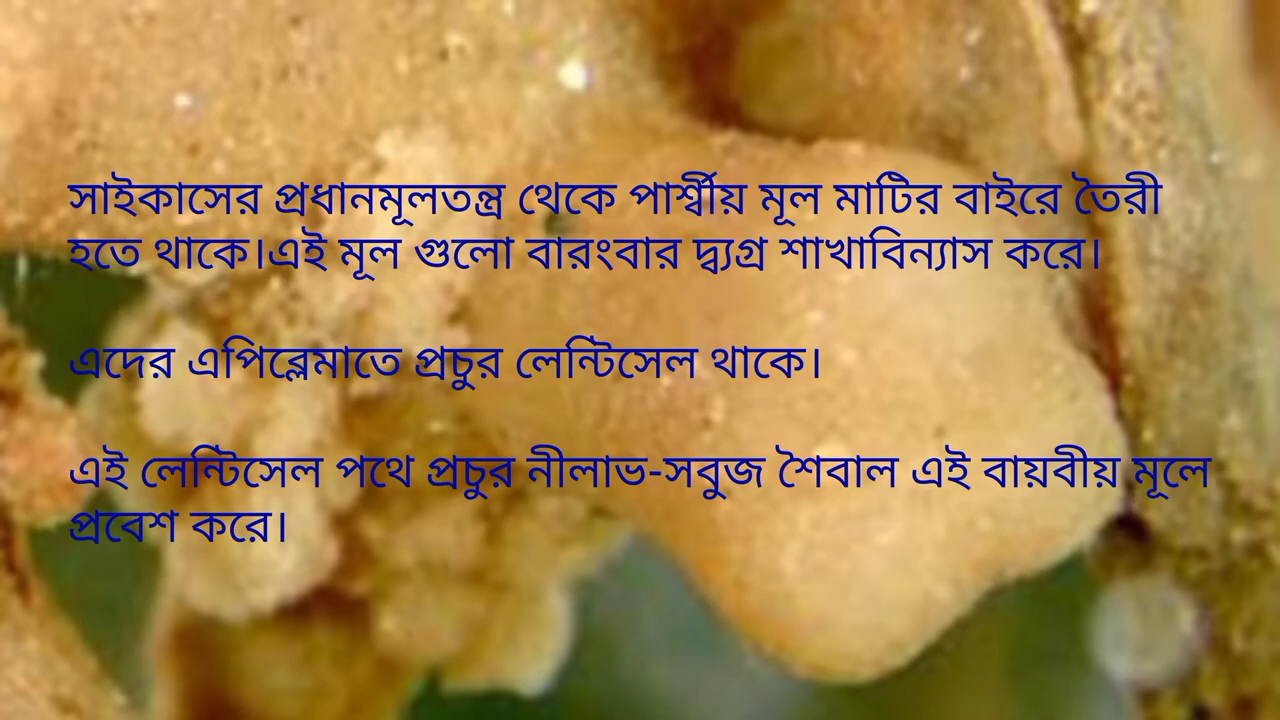 সাইকাসের প্রধানমূলতন্ত্র থেকে পার্শ্বীয় মূল মাটির বাইরে তৈরী
হতে থাকে।এই মূল গুলো বারংবার দ্ব্যগ্র শাখাবিন্যাস করে।
এদের এপিব্লেমাতে প্রচুর লেন্টিসেল থাকে।
এই লেন্টিসেল পথে প্রচুর নীলাভ-সবুজ শৈবাল এই বায়বীয় মূলে
প্রবেশ করে।